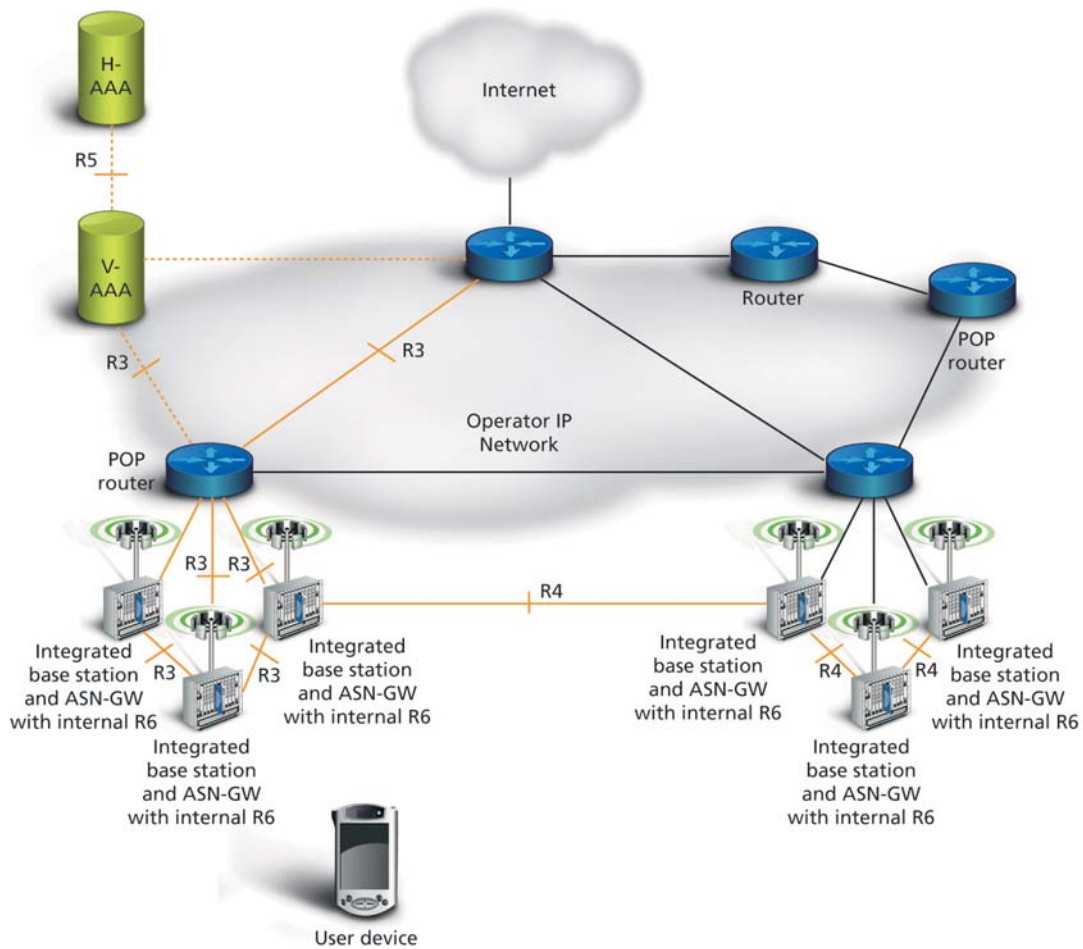 H-
AAA
Internet
R5
V-
AAA
Router
R3
R3
POP
router
Operator IP
Network
POP
router
R3
R3
R4
R3
R3
R4
R4
Integrated
base station
and ASN-GW
with internal R6
Integrated
base station
and ASN-GW
with internal R6
Integrated
base station
and ASN-GW
with internal R6
Integrated
base station
and ASN-GW
with internal R6
Integrated
base station
and ASN-GW
with internal R6
Integrated
base station
and ASN-GW
with internal R6
User device